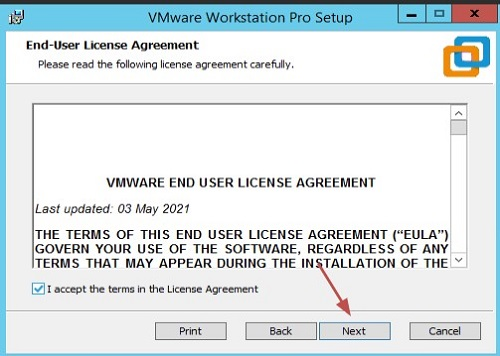 VMware Workstation Pro Setup
End-User License Agreement
Please read the following license agreement carefully.
VMWARE END USER LICENSE AGREEMENT
Last updated: 03 May 2021
THE TERMS OF THIS END USER LICENSE AGREEMENT (“EULA”)
GOVERN YOUR USE OF THE SOFTWARE, REGARDLESS OF ANY
TERMS THAT MAY APPEAR DURING THE INSTALLATION OF THE
I accept the terms in the License Agreement
Print Back Next Cancel